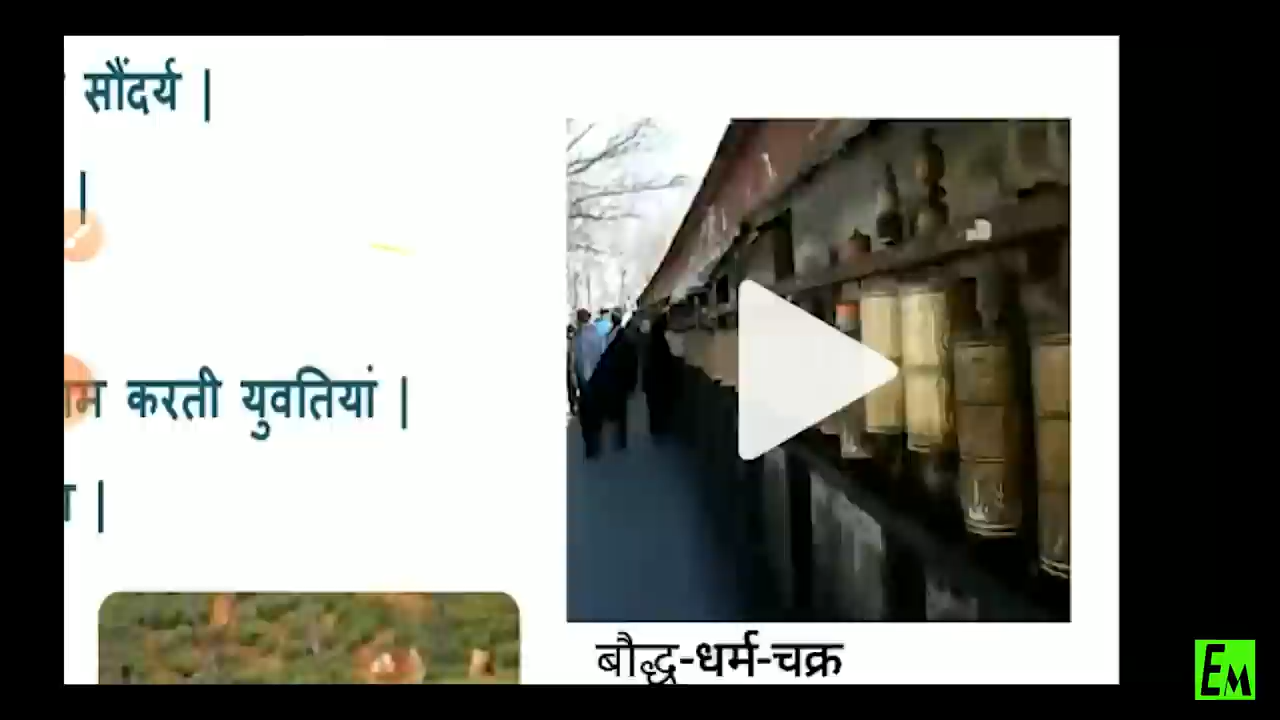 सौंदर्य |
|
करती युवतियां |
|
बौद्ध-धर्म-चक्र
EM